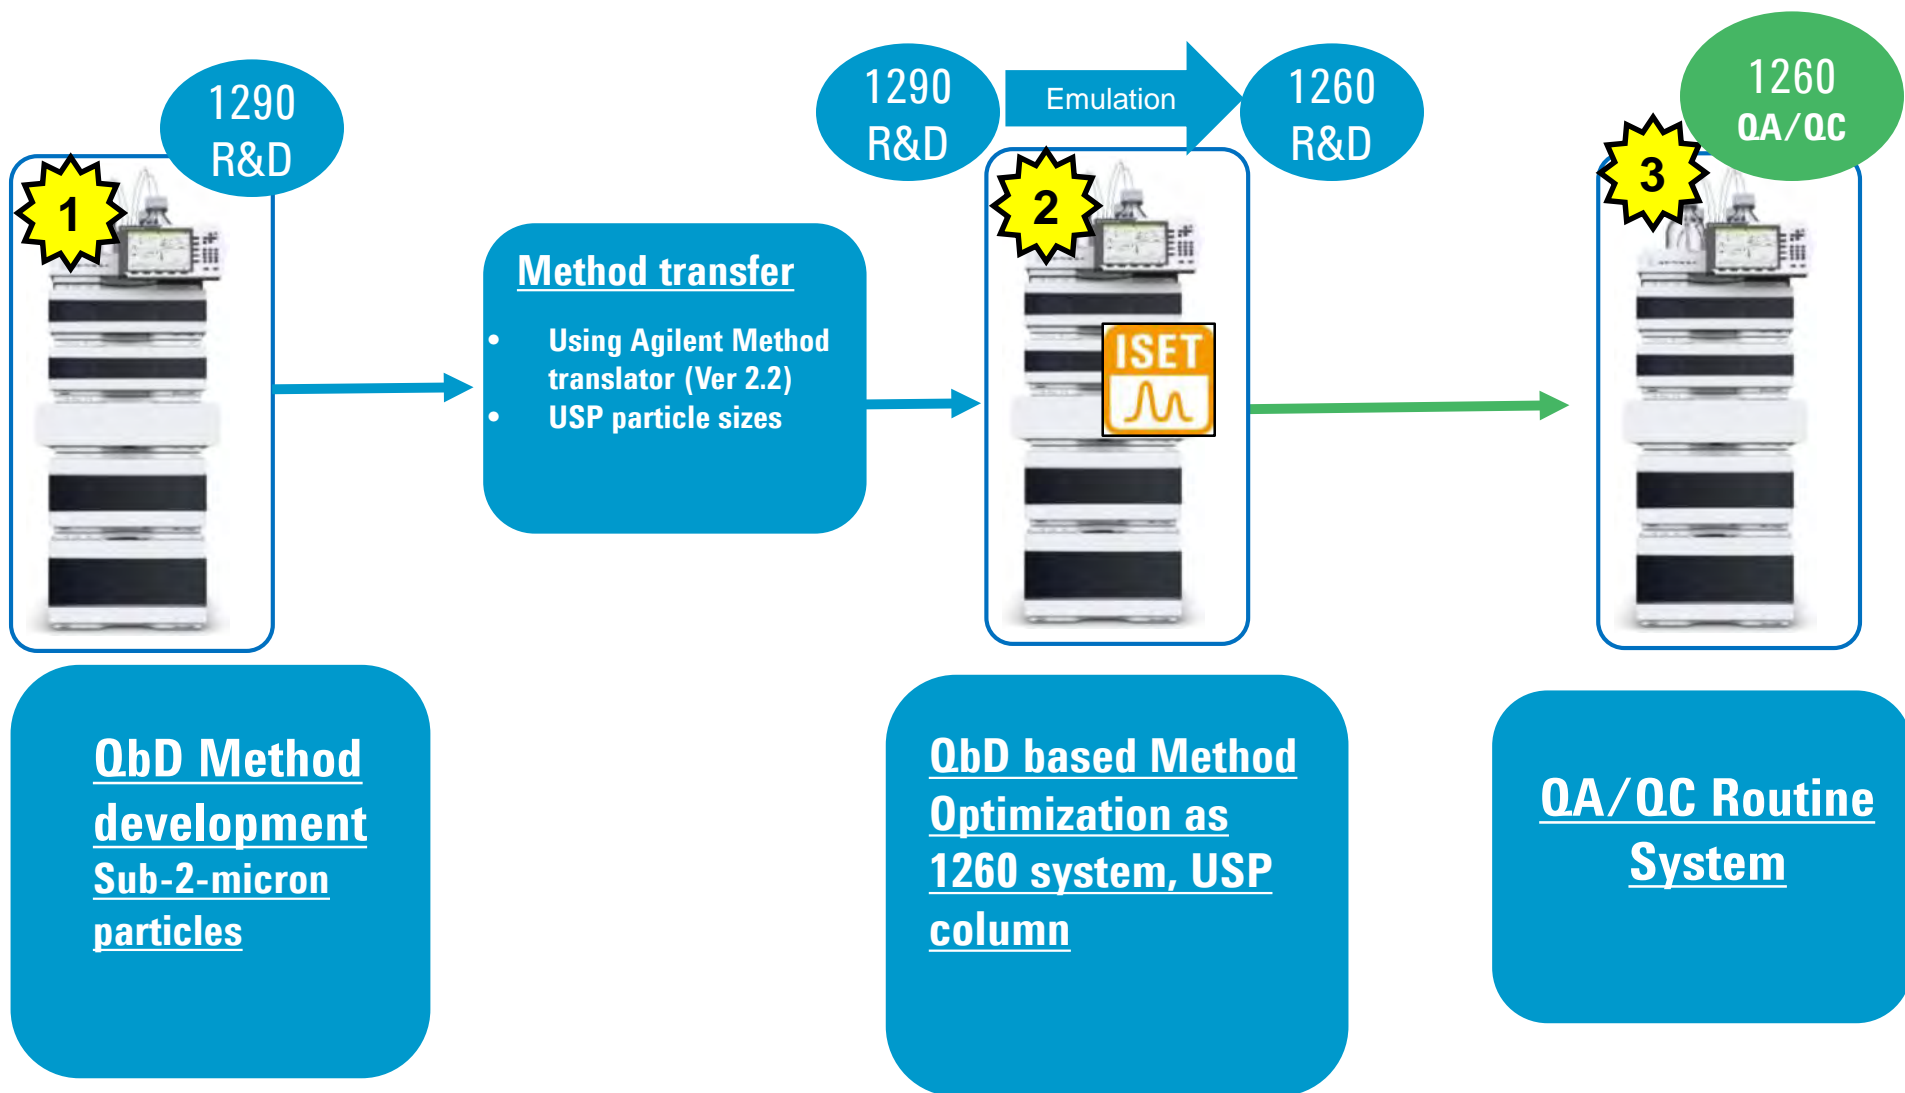 1290
R&D
1
Method transfer
• Using Agilent Method
translator (Ver 2.2)
• USP particle sizes
1290
R&D
Emulation
1260
R&D
2
ISET
1260
QA/QC
3
QbD Method
development
Sub-2-micron
particles
QbD based Method
Optimization as
1260 system, USP
column
QA/QC Routine
System